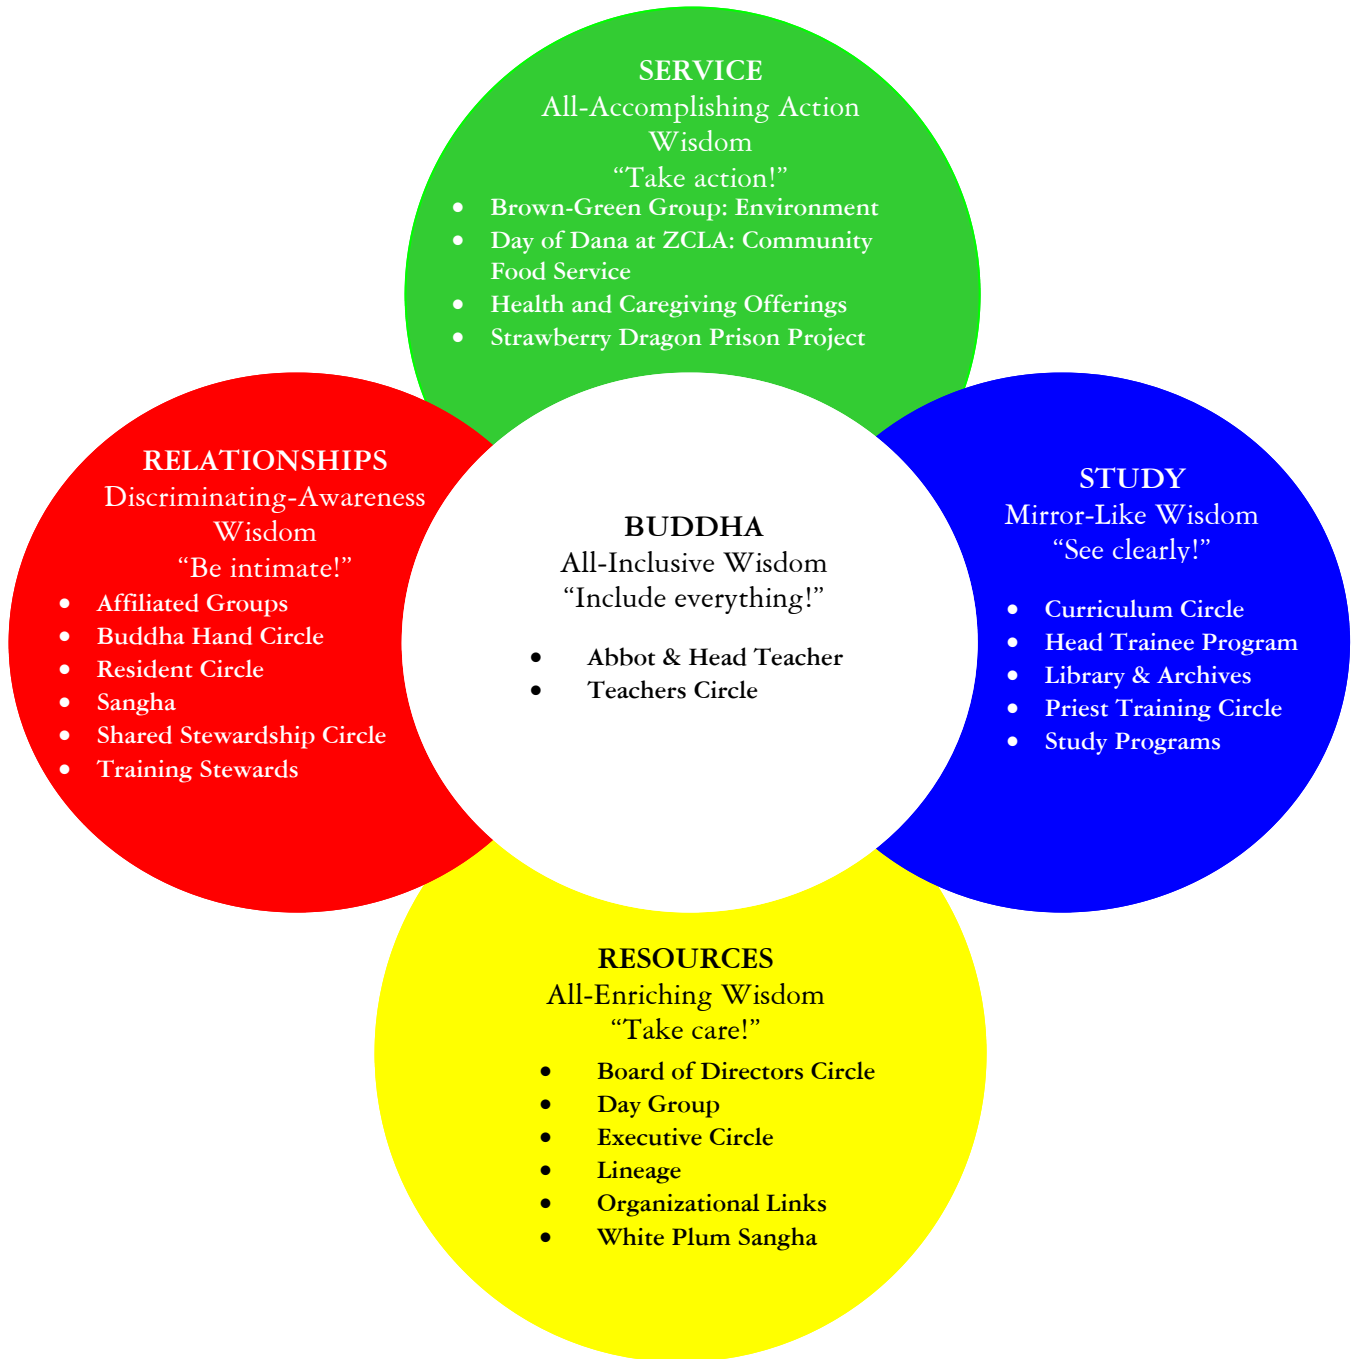 SERVICE
All-Accomplishing Action
Wisdom
“Take action!”
• Brown-Green Group: Environment
• Day of Dana at ZCLA: Community
Food Service
• Health and Caregiving Offerings
• Strawberry Dragon Prison Project
RELATIONSHIPS
Discriminating-Awareness
Wisdom
“Be intimate!”
• Affiliated Groups
• Buddha Hand Circle
• Resident Circle
• Sangha
• Shared Stewardship Circle
• Training Stewards
BUDDHA
All-Inclusive Wisdom
“Include everything!”
• Abbot & Head Teacher
• Teachers Circle
STUDY
Mirror-Like Wisdom
“See clearly!”
• Curriculum Circle
• Head Trainee Program
• Library & Archives
• Priest Training Circle
• Study Programs
RESOURCES
All-Enriching Wisdom
“Take care!”
• Board of Directors Circle
• Day Group
• Executive Circle
• Lineage
• Organizational Links
• White Plum Sangha